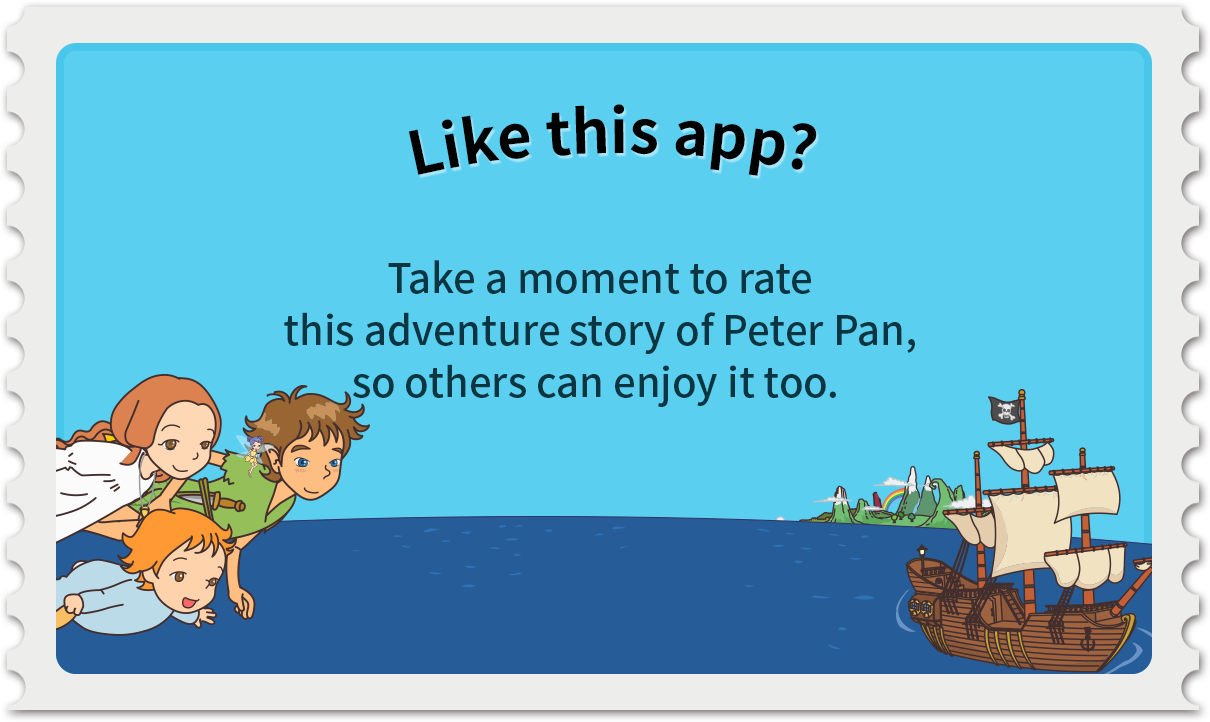 Like this app?
Take a moment to rate
this adventure story of Peter Pan,
so others can enjoy it too.